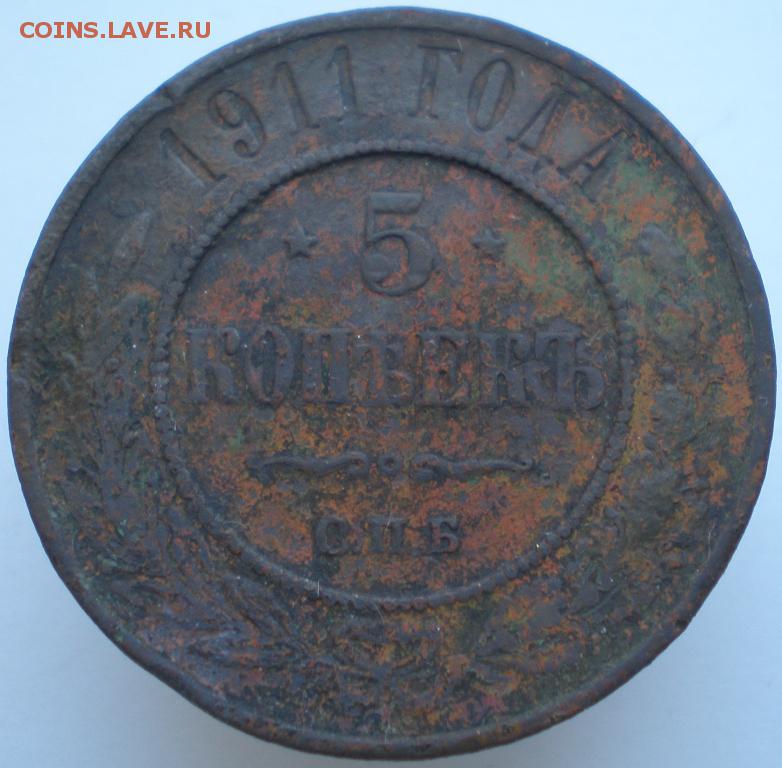 COINS.LAVE.RU
1911 ГОДА
5
КОПѢЕКЪ
С.П.Б